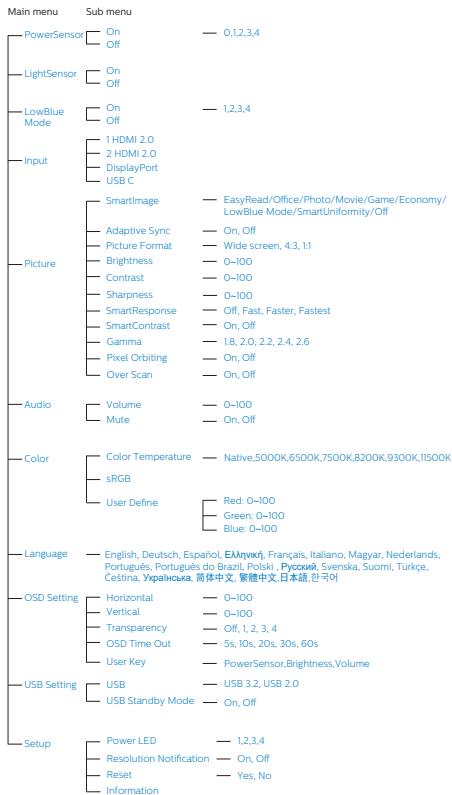 Main menu Sub menu
PowerSensor On 0,1,2,3,4
Off
LightSensor On
Off
LowBlue Mode On 1,2,3,4
Off
Input 1 HDMI 2.0
2 HDMI 2.0
DisplayPort
USB C
Picture SmartImage EasyRead/Office/Photo/Movie/Game/Economy/
LowBlue Mode/SmartUniformity/Off
Adaptive Sync On, Off
Picture Format Wide screen, 4:3, 1:1
Brightness 0~100
Contrast 0~100
Sharpness 0~100
SmartResponse Off, Fast, Faster, Fastest
SmartContrast On, Off
Gamma 1.8, 2.0, 2.2, 2.4, 2.6
Pixel Orbiting On, Off
Over Scan On, Off
Audio Volume 0~100
Mute On, Off
Color Color Temperature Native,5000K,6500K,7500K,8200K,9300K,11500K
sRGB
User Define Red: 0~100
Green: 0~100
Blue: 0~100
Language English, Deutsch, Español, Ελληνική, Français, Italiano, Magyar, Nederlands,
Português, Português do Brazil, Polski , Русский, Svenska, Suomi, Türkçe,
Čeština, Українська, 简体中文, 繁體中文,日本語,한국어
OSD Setting Horizontal 0~100
Vertical 0~100
Transparency Off, 1, 2, 3, 4
OSD Time Out 5s, 10s, 20s, 30s, 60s
User Key PowerSensor,Brightness,Volume
USB Setting USB USB 3.2, USB 2.0
USB Standby Mode On, Off
Setup Power LED 1,2,3,4
Resolution Notification On, Off
Reset Yes, No
Information